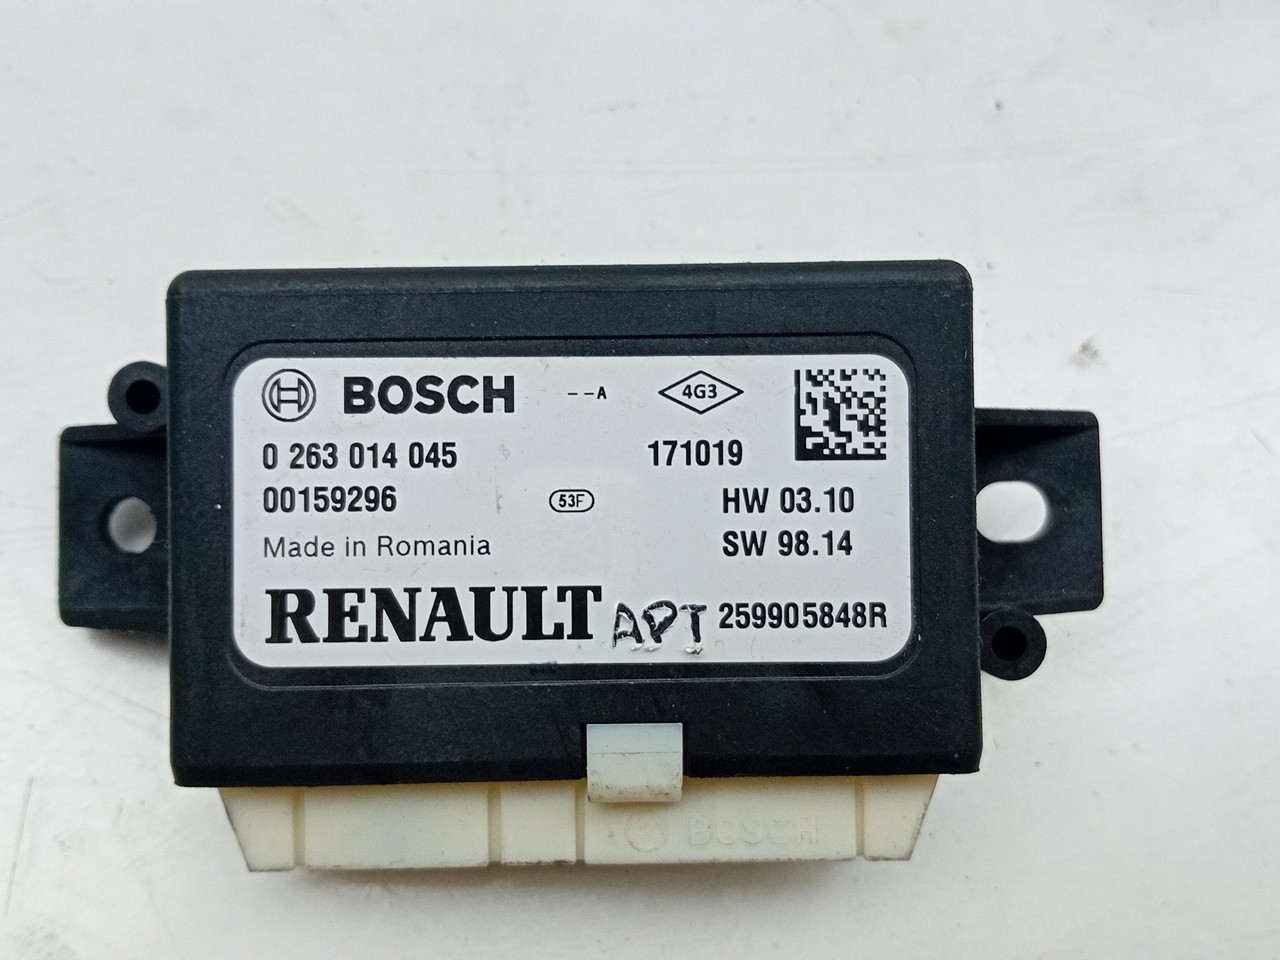 BOSCH --A 4G3
0 263 014 045 171019
00159296 53F HW 03.10
Made in Romania SW 98.14
RENAULT 259905848R
BOSCH